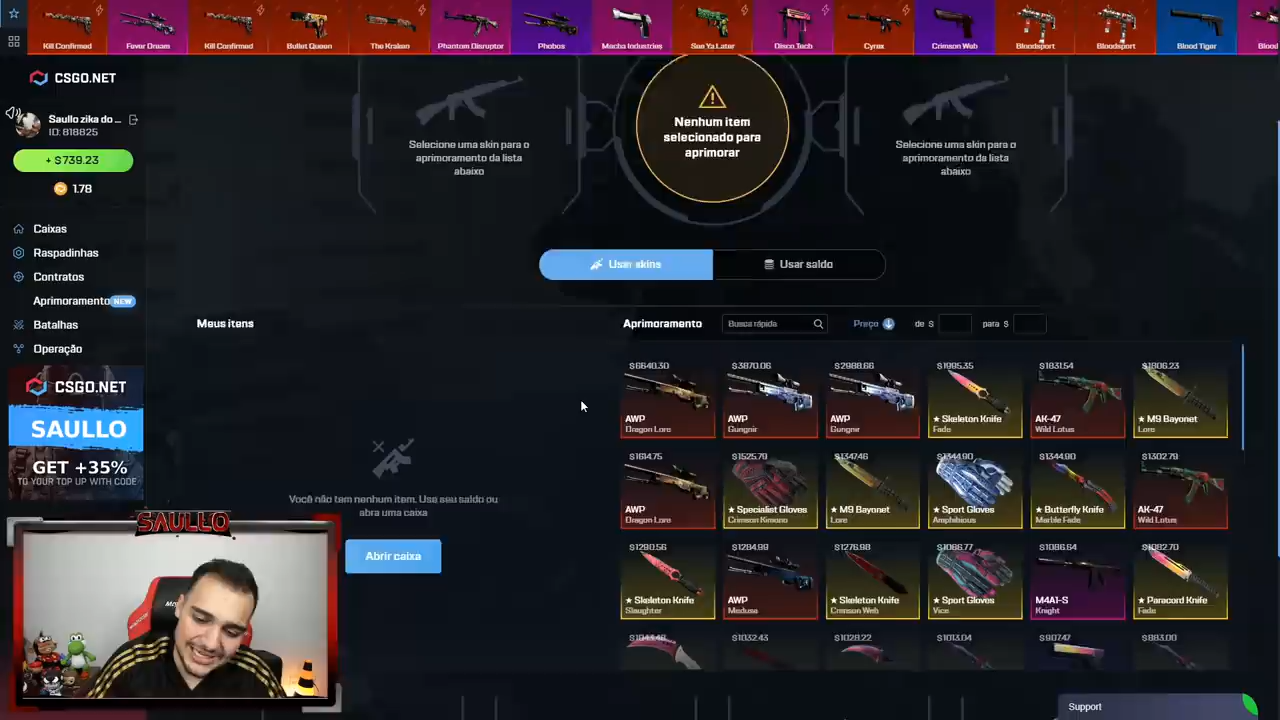 Kill Confirmed
Fever Dream
Kill Confirmed
Bullet Queen
The Kraken
Phantom Disruptor
Phobos
Mecha Industries
See Ya Later
Disco Tech
Cyrex
Crimson Web
Bloodsport
Bloodsport
Blood Tiger
Blood
CSGO.NET
Saullo zika do ...
ID: 818825
+ $739.23
1.78
Caixas
Raspadinhas
Contratos
Aprimoramento NEW
Batalhas
Operação
CSGO.NET
SAULLO
GET +35%
TO YOUR TOP UP WITH CODE
SAULLO
Selecione uma skin para o
aprimoramento da lista
abaixo
Nenhum item
selecionado para
aprimorar
Selecione uma skin para o
aprimoramento da lista
abaixo
Usar skins
Usar saldo
Meus itens
Você não tem nenhum item. Use seu saldo ou
abra uma caixa
Abrir caixa
Aprimoramento
Busca rápida
Preço
de $
para $
$6640.30
AWP
Dragon Lore
$3870.06
AWP
Gungnir
$2988.66
AWP
Gungnir
$1995.35
★ Skeleton Knife
Fade
$1831.54
AK-47
Wild Lotus
$1806.23
★ M9 Bayonet
Lore
$1614.75
AWP
Dragon Lore
$1525.79
★ Specialist Gloves
Crimson Kimono
$1347.46
★ M9 Bayonet
Lore
$1344.90
★ Sport Gloves
Amphibious
$1344.90
★ Butterfly Knife
Marble Fade
$1302.79
AK-47
Wild Lotus
$1290.56
★ Skeleton Knife
Slaughter
$1284.99
AWP
Medusa
$1276.98
★ Skeleton Knife
Crimson Web
★ Sport Gloves
Vice
$1086.64
M4A1-S
Knight
$1082.70
★ Paracord Knife
Fade
$1032.43
$1028.22
$1013.04
$907.47
$883.00
Support